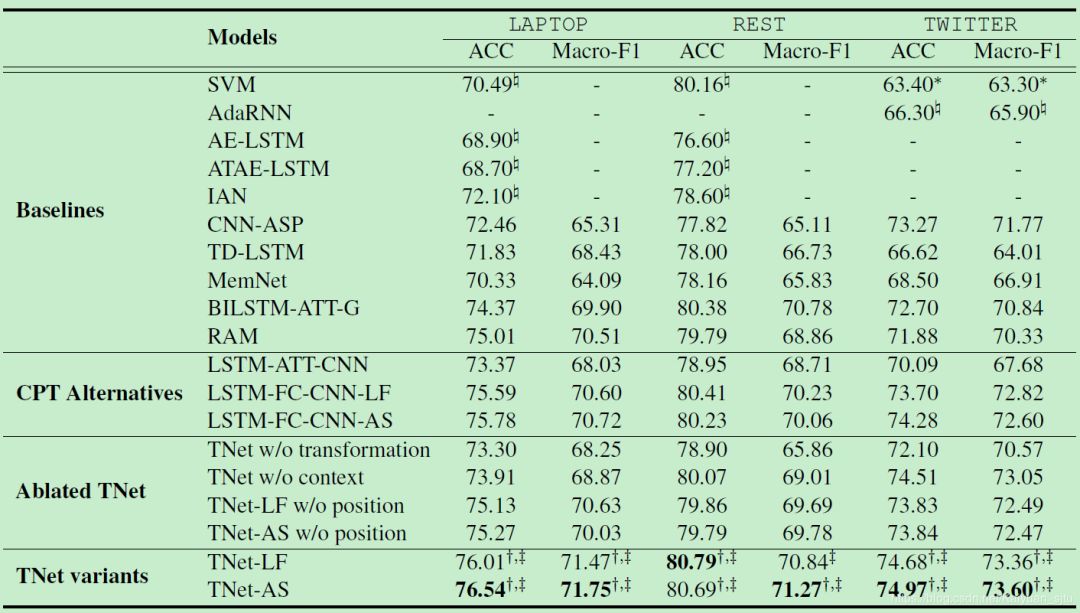 Models LAPTOP REST TWITTER
ACC Macro-F1 ACC Macro-F1 ACC Macro-F1
Baselines
SVM 70.49♮ - 80.16♮ - 63.40* 63.30*
AdaRNN - - - - 66.30♮ 65.90♮
AE-LSTM 68.90♮ - 76.60♮ - - -
ATAE-LSTM 68.70♮ - 77.20♮ - - -
IAN 72.10♮ - 78.60♮ - - -
CNN-ASP 72.46 65.31 77.82 65.11 73.27 71.77
TD-LSTM 71.83 68.43 78.00 66.73 66.62 64.01
MemNet 70.33 64.09 78.16 65.83 68.50 66.91
BILSTM-ATT-G 74.37 69.90 80.38 70.78 72.70 70.84
RAM 75.01 70.51 79.79 68.86 71.88 70.33
CPT Alternatives
LSTM-ATT-CNN 73.37 68.03 78.95 68.71 70.09 67.68
LSTM-FC-CNN-LF 75.59 70.60 80.41 70.23 73.70 72.82
LSTM-FC-CNN-AS 75.78 70.72 80.23 70.06 74.28 72.60
Ablated TNet
TNet w/o transformation 73.30 68.25 78.90 65.86 72.10 70.57
TNet w/o context 73.91 68.87 80.07 69.01 74.51 73.05
TNet-LF w/o position 75.13 70.63 79.86 69.69 73.83 72.49
TNet-AS w/o position 75.27 70.03 79.79 69.78 73.84 72.47
TNet variants
TNet-LF 76.01†,‡ 71.47†,‡ 80.79†,‡ 70.84‡ 74.68†,‡ 73.36†,‡
TNet-AS 76.54†,‡ 71.75†,‡ 80.69†,‡ 71.27†,‡ 74.97†,‡ 73.60†,‡